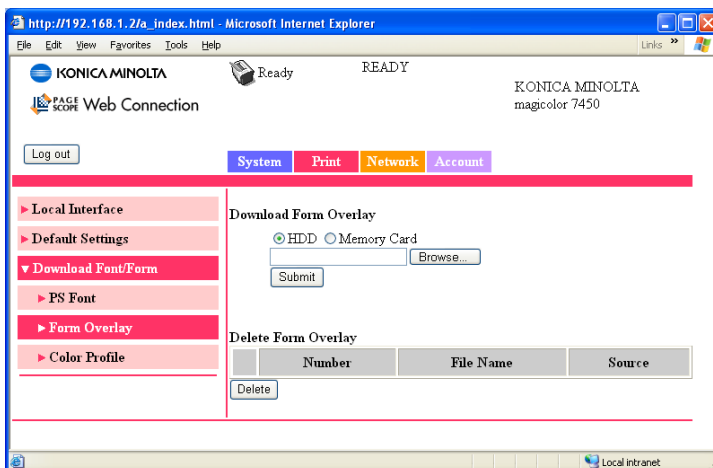 http://192.168.1.2/a_index.html - Microsoft Internet Explorer
File Edit View Favorites Tools Help Links »
KONICA MINOLTA
Ready READY
KONICA MINOLTA
magicolor 7450
PAGE SCOPE Web Connection
Log out
System Print Network Account
Local Interface
Default Settings
Download Font/Form
PS Font
Form Overlay
Color Profile
Download Form Overlay
HDD Memory Card
Browse...
Submit
Delete Form Overlay
Number File Name Source
Delete
Local intranet